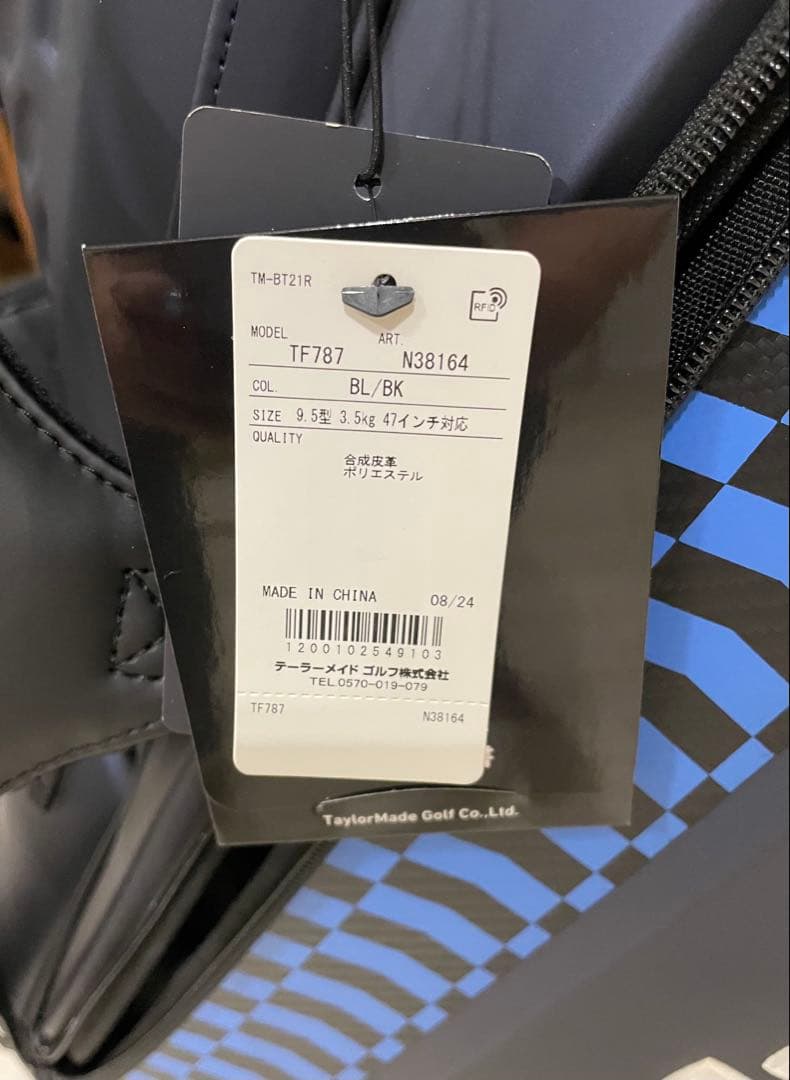 TM-BT21R
RFID
MODEL TF787 ART. N38164
COL. BL/BK
SIZE 9.5型 3.5kg 47インチ対応
QUALITY
合成皮革
ポリエステル
MADE IN CHINA 08/24
1200102549103
テーラーメイド ゴルフ株式会社
TEL.0570-019-079
TF787 N38164
TaylorMade Golf Co.,Ltd.